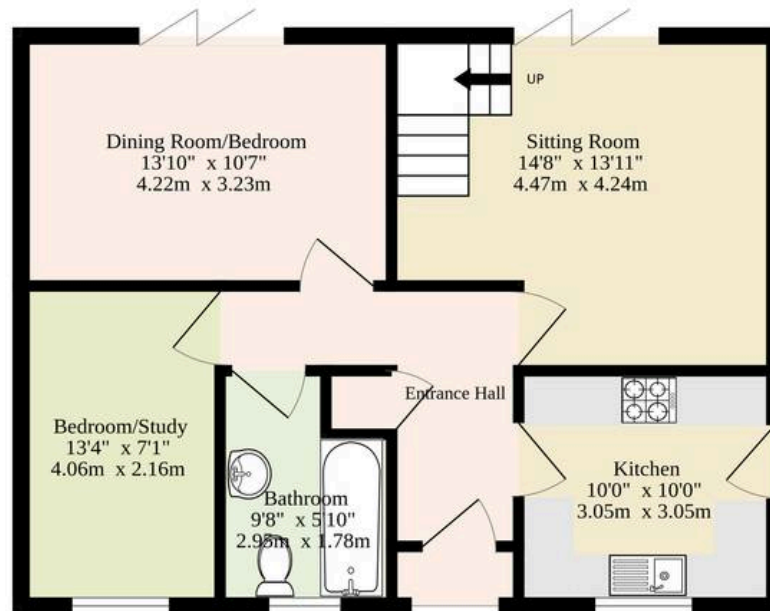 Dining Room/Bedroom
13'10" x 10'7"
4.22m x 3.23m
UP
Sitting Room
14'8" x 13'11"
4.47m x 4.24m
Entrance Hall
Bedroom/Study
13'4" x 7'1"
4.06m x 2.16m
Bathroom
9'8" x 5'10"
2.95m x 1.78m
Kitchen
10'0" x 10'0"
3.05m x 3.05m